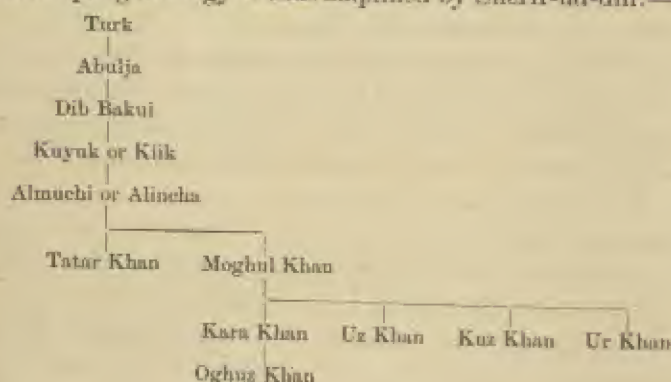 Turk
Abulja
Dib Bakui
Kuyuk or Kiik
Almuchi or Alincha
Tatar Khan Moghul Khan
Kara Khan Uz Khan Kuz Khan Ur Khan
Oghuz Khan